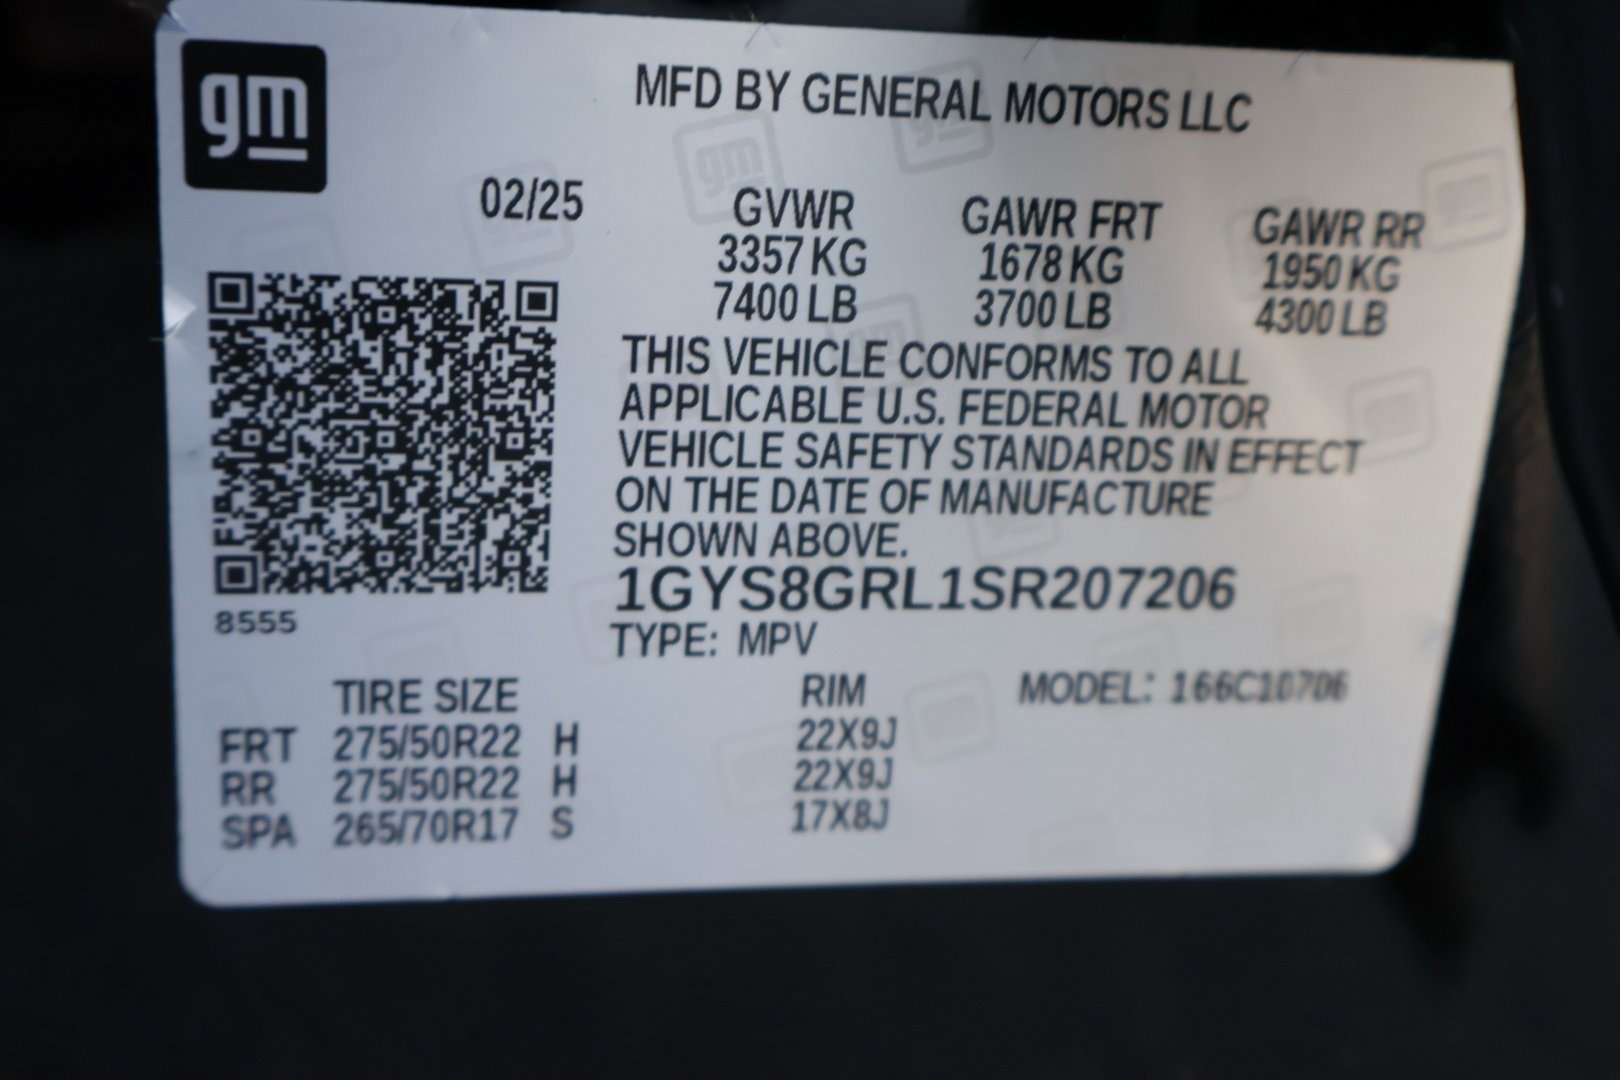 gm
MFD BY GENERAL MOTORS LLC
02/25 GVWR GAWR FRT GAWR RR
3357 KG 1678 KG 1950 KG
7400 LB 3700 LB 4300 LB
THIS VEHICLE CONFORMS TO ALL
APPLICABLE U.S. FEDERAL MOTOR
VEHICLE SAFETY STANDARDS IN EFFECT
ON THE DATE OF MANUFACTURE
SHOWN ABOVE.
1GYS8GRL1SR207206
8555
TYPE: MPV
TIRE SIZE RIM MODEL: 166C10706
FRT 275/50R22 H 22X9J
RR 275/50R22 H 22X9J
SPA 265/70R17 S 17X8J